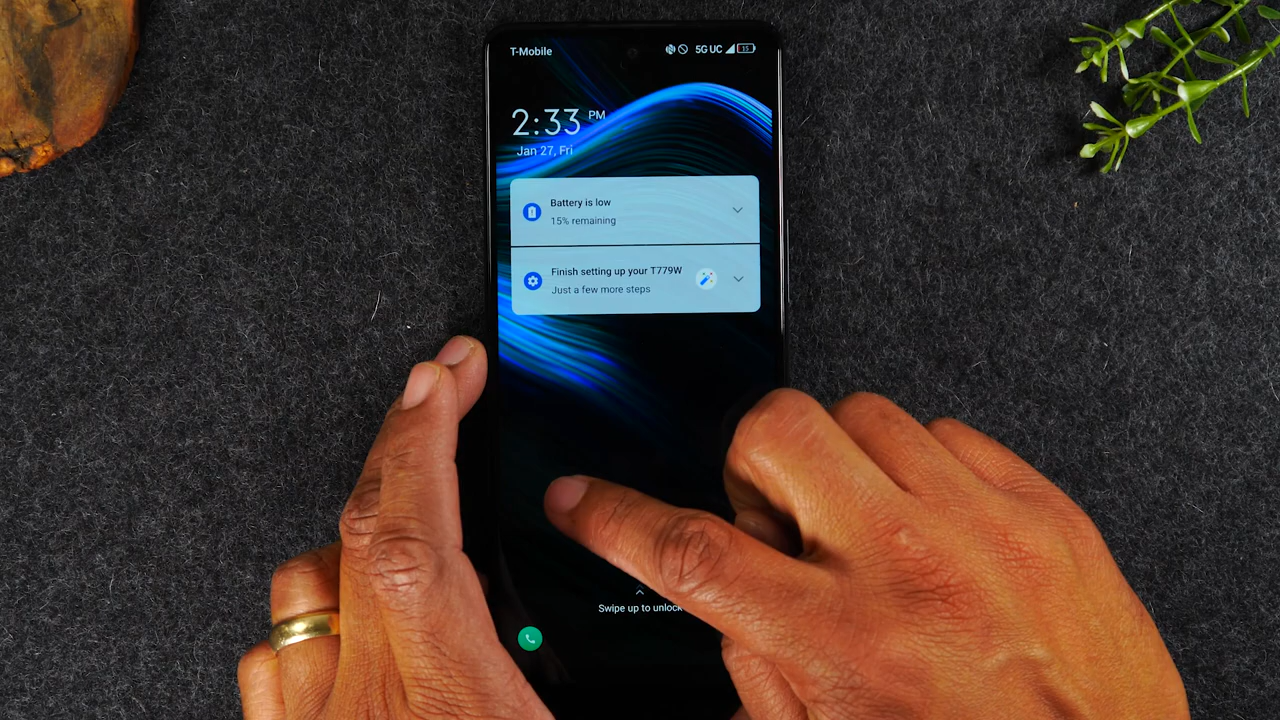 T-Mobile
5G UC
15
2:33 PM
Jan 27, Fri
Battery is low
15% remaining
Finish setting up your T779W
Just a few more steps
Swipe up to unlock